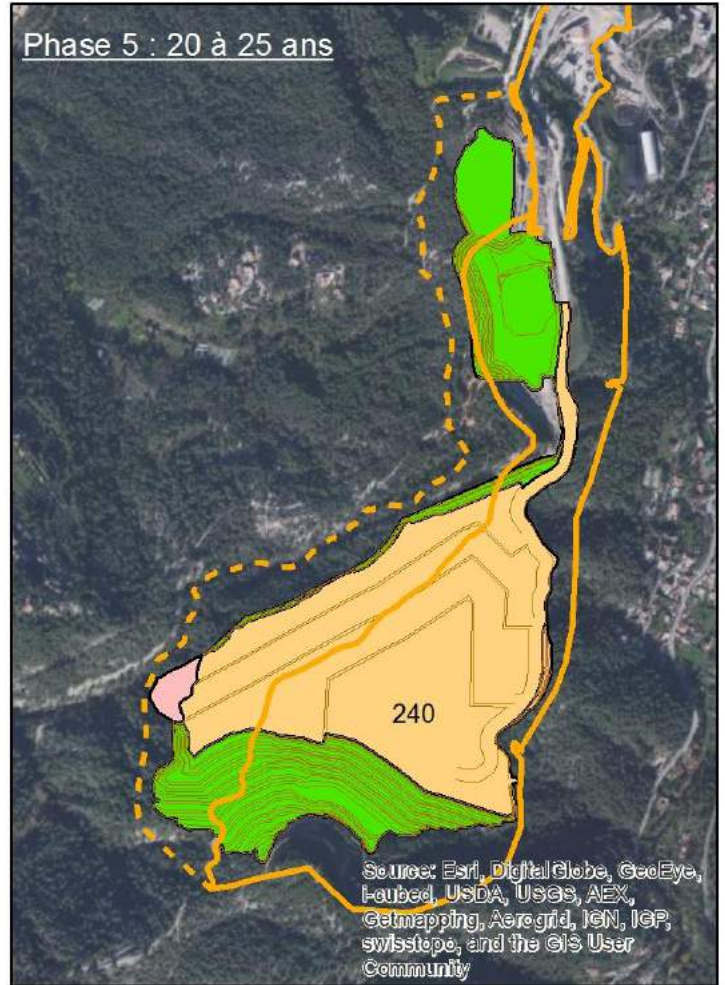 Phase 5 : 20 à 25 ans
240
Source: Esri, DigitalGlobe, GeoEye,
i-cubed, USDA, USGS, AEX,
Getmapping, Aerogrid, IGN, IGP,
swisstopo, and the GIS User
Community